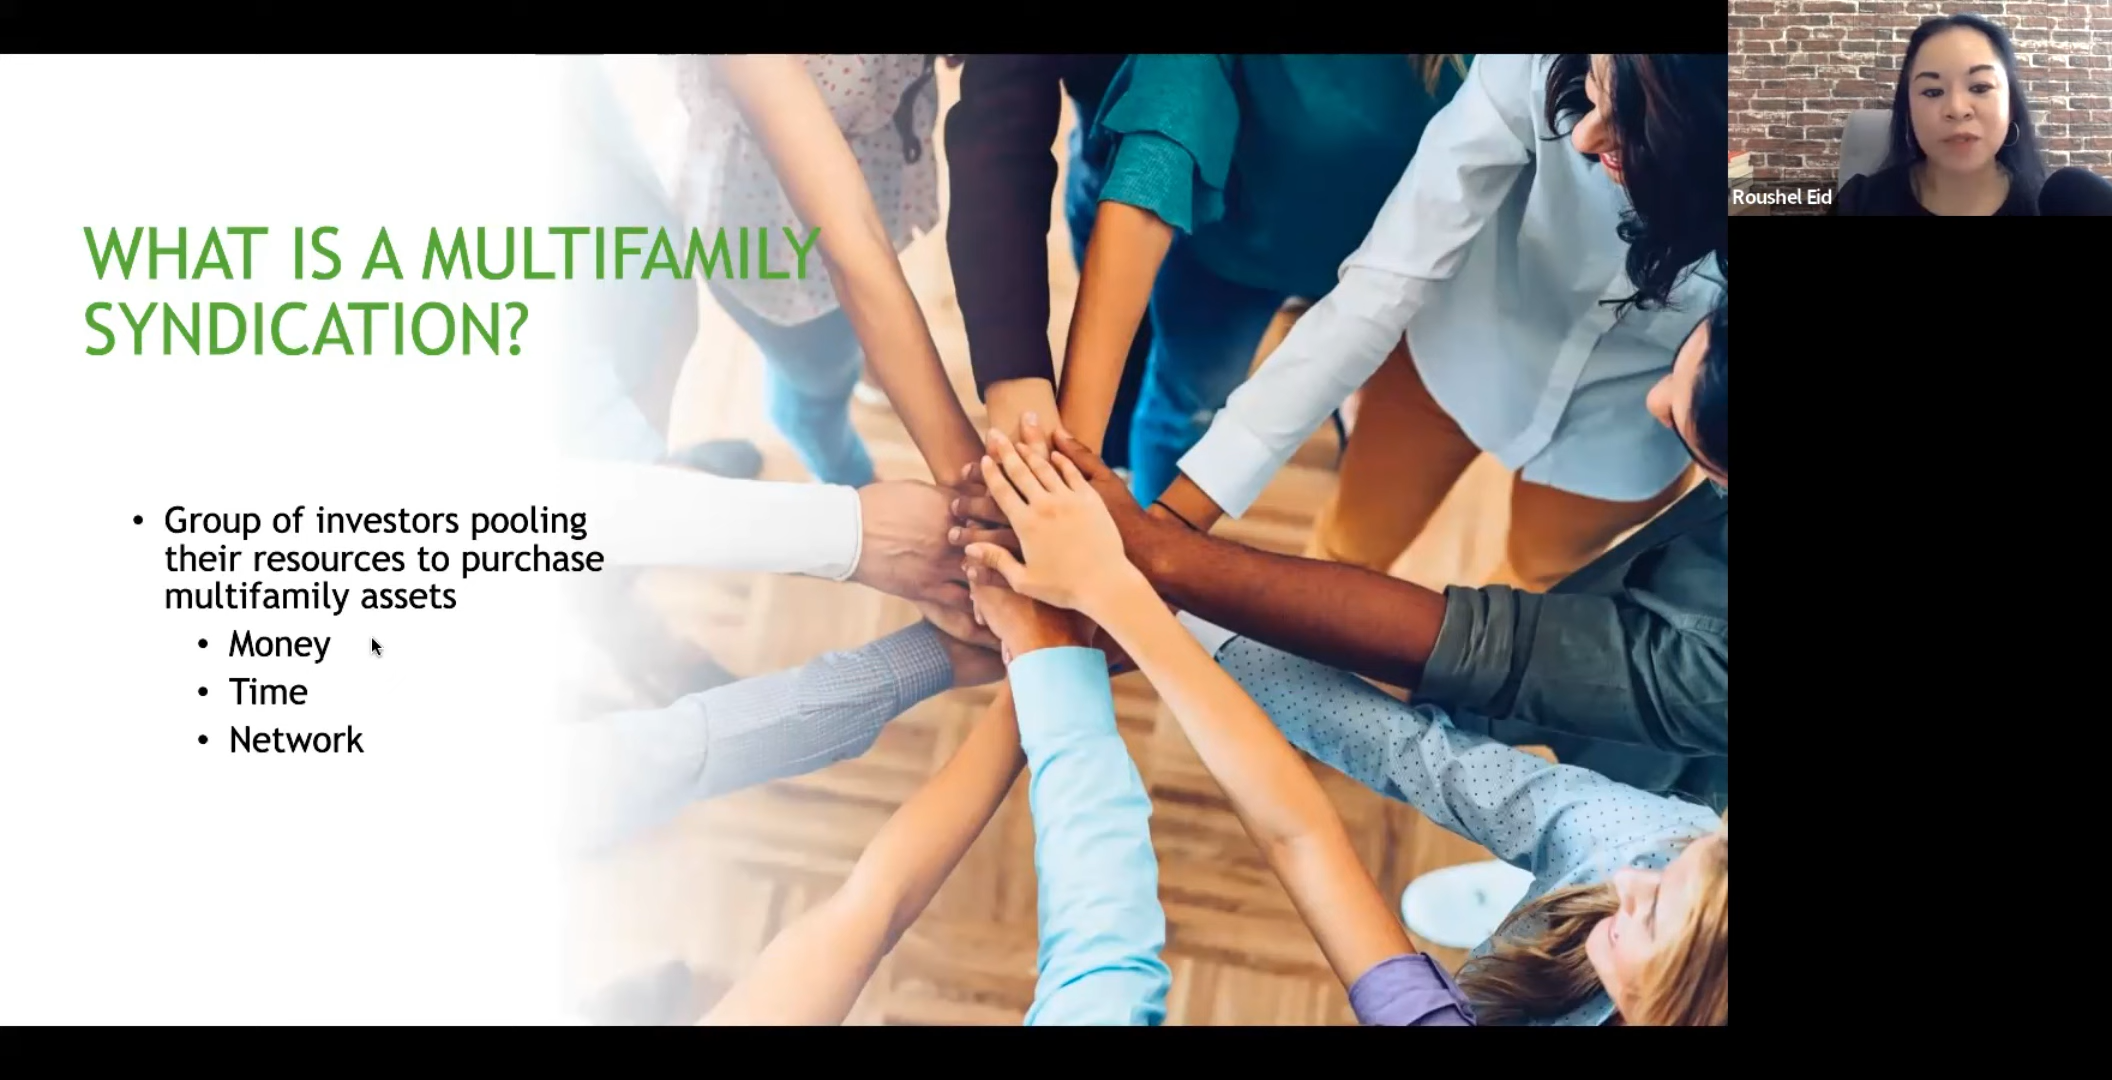 WHAT IS A MULTIFAMILY
SYNDICATION?
• Group of investors pooling
their resources to purchase
multifamily assets
• Money
• Time
• Network
Roushel Eid